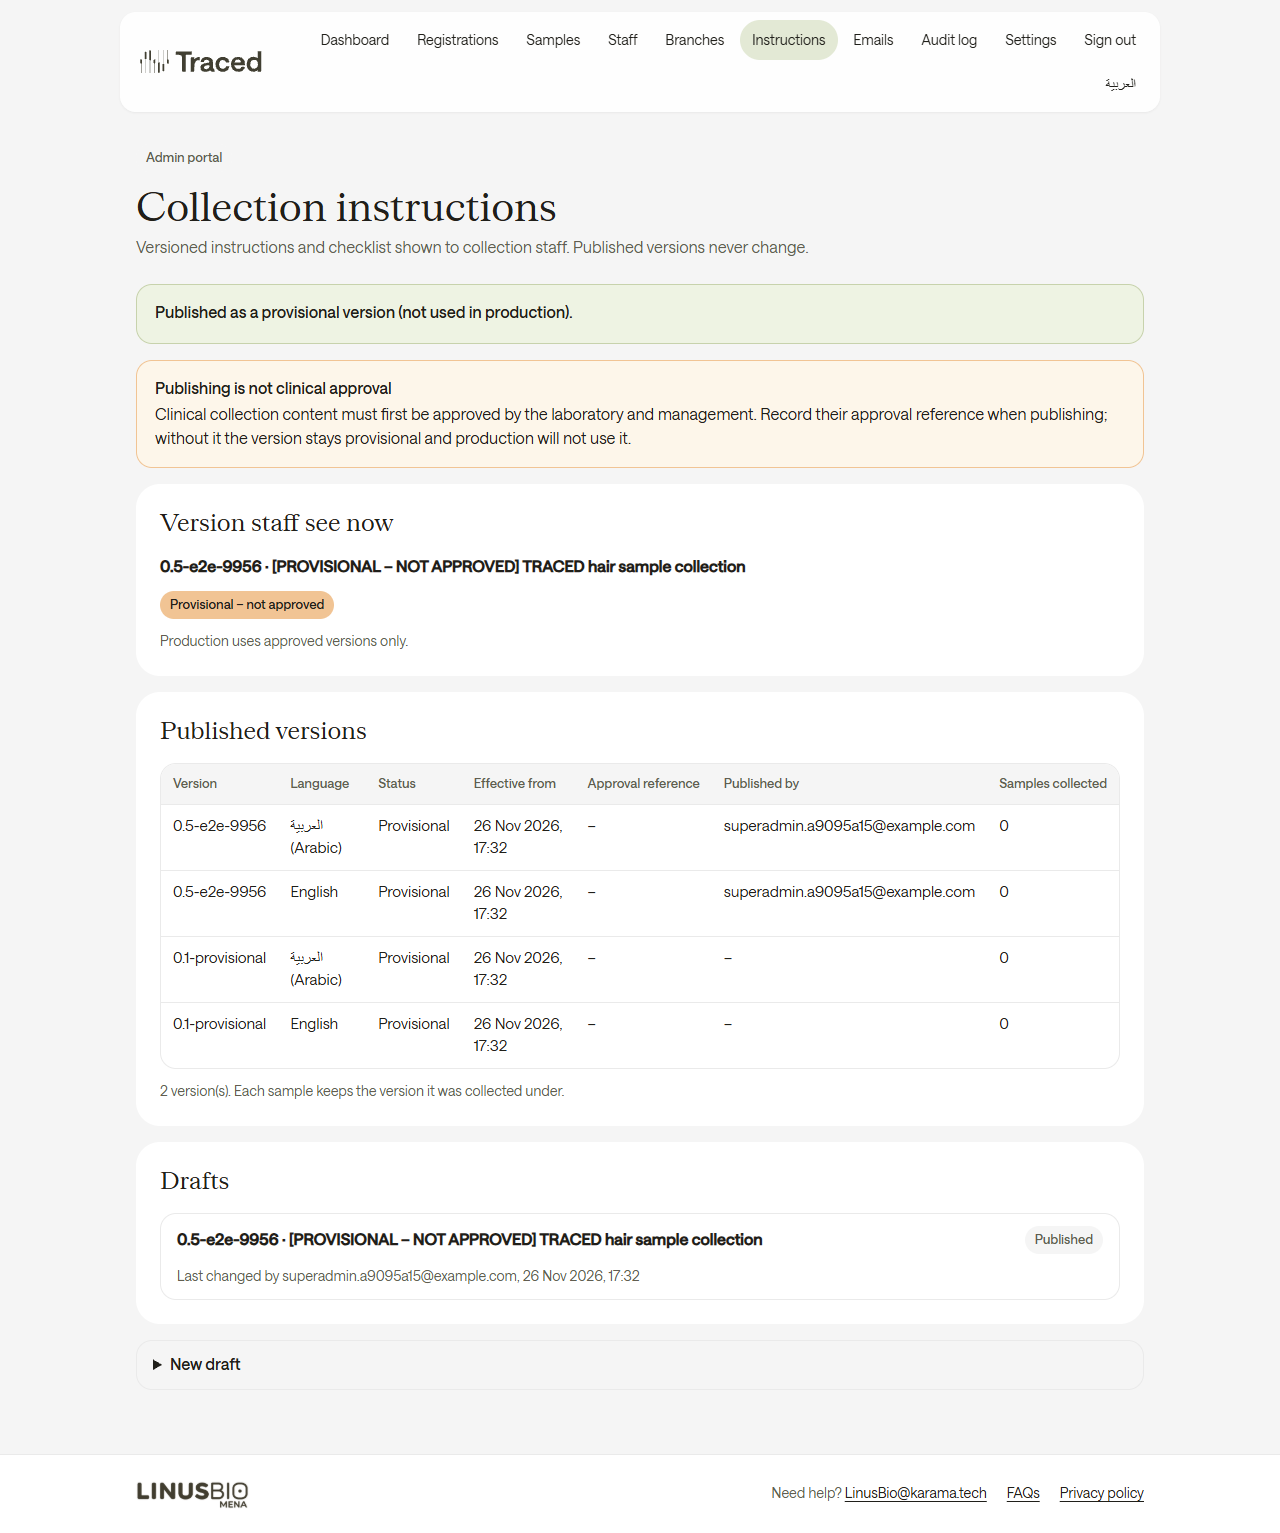 Traced
Dashboard Registrations Samples Staff Branches Instructions Emails Audit log Settings Sign out
العربية
Admin portal
Collection instructions
Versioned instructions and checklist shown to collection staff. Published versions never change.
Published as a provisional version (not used in production).
Publishing is not clinical approval
Clinical collection content must first be approved by the laboratory and management. Record their approval reference when publishing;
without it the version stays provisional and production will not use it.
Version staff see now
0.5-e2e-9956 · [PROVISIONAL – NOT APPROVED] TRACED hair sample collection
Provisional – not approved
Production uses approved versions only.
Published versions
Version Language Status Effective from Approval reference Published by Samples collected
0.5-e2e-9956 العربية Provisional 26 Nov 2026, – superadmin.a9095a15@example.com 0
(Arabic) 17:32
0.5-e2e-9956 English Provisional 26 Nov 2026, – superadmin.a9095a15@example.com 0
17:32
0.1-provisional العربية Provisional 26 Nov 2026, – – 0
(Arabic) 17:32
0.1-provisional English Provisional 26 Nov 2026, – – 0
17:32
2 version(s). Each sample keeps the version it was collected under.
Drafts
0.5-e2e-9956 · [PROVISIONAL – NOT APPROVED] TRACED hair sample collection Published
Last changed by superadmin.a9095a15@example.com, 26 Nov 2026, 17:32
New draft
LINUSBIO
MENA
Need help? LinusBio@karama.tech FAQs Privacy policy